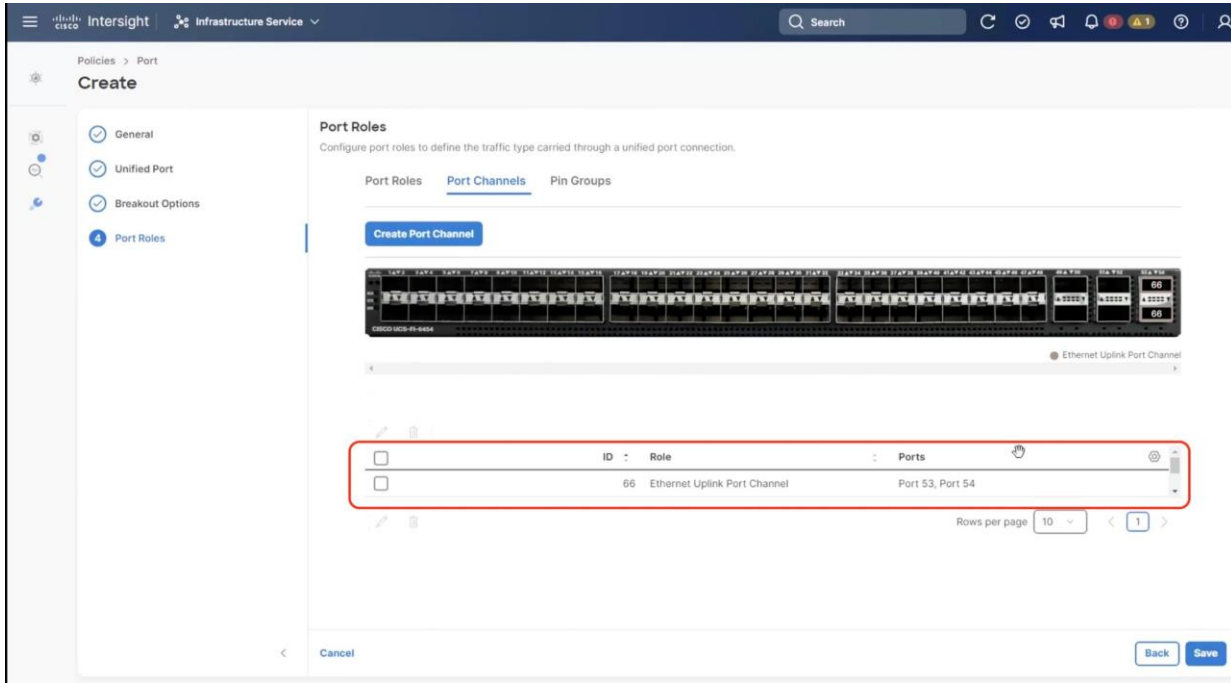 CISCO Intersight Infrastructure Service Search 0 1
Policies > Port
Create
General
Unified Port
Breakout Options
4 Port Roles
Port Roles
Configure port roles to define the traffic type carried through a unified port connection.
Port Roles Port Channels Pin Groups
Create Port Channel
66
66
CISCO UCS-FI-6454
Ethernet Uplink Port Channel
ID Role Ports
66 Ethernet Uplink Port Channel Port 53, Port 54
Rows per page 10 1
Cancel Back Save